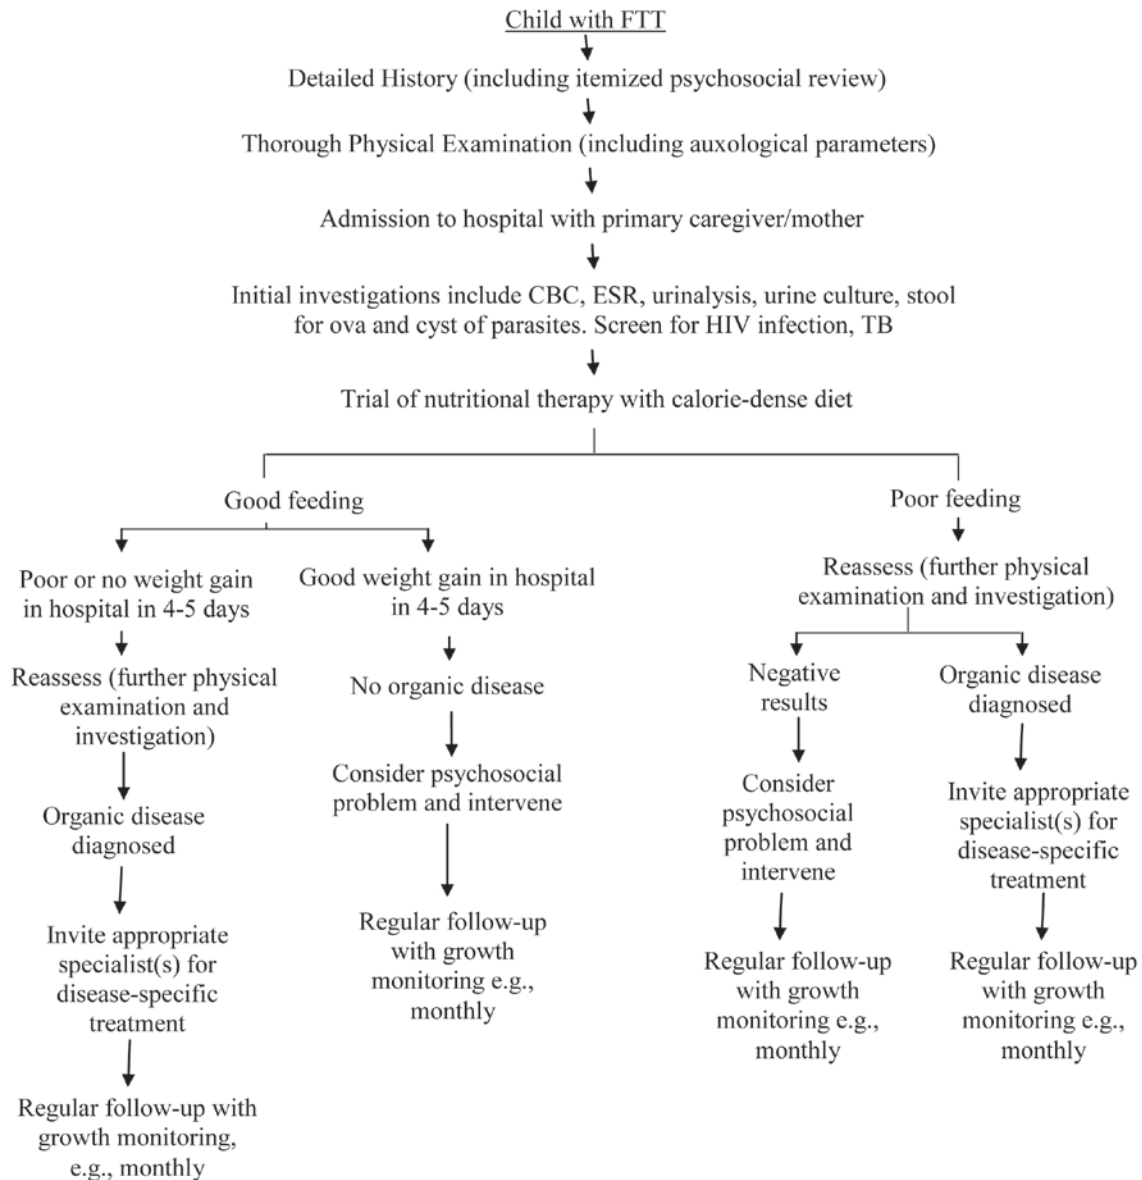 Child with FTT
Detailed History (including itemized psychosocial review)
Thorough Physical Examination (including auxological parameters)
Admission to hospital with primary caregiver/mother
Initial investigations include CBC, ESR, urinalysis, urine culture, stool
for ova and cyst of parasites. Screen for HIV infection, TB
Trial of nutritional therapy with calorie-dense diet
Good feeding
Poor or no weight gain
in hospital in 4-5 days
Reassess (further physical
examination and
investigation)
Organic disease
diagnosed
Invite appropriate
specialist(s) for
disease-specific
treatment
Regular follow-up with
growth monitoring,
e.g., monthly
Good weight gain in hospital
in 4-5 days
No organic disease
Consider psychosocial
problem and intervene
Regular follow-up
with growth
monitoring e.g.,
monthly
Poor feeding
Reassess (further physical
examination and investigation)
Negative
results
Consider
psychosocial
problem and
intervene
Regular follow-up
with growth
monitoring e.g.,
monthly
Organic disease
diagnosed
Invite appropriate
specialist(s) for
disease-specific
treatment
Regular follow-up
with growth
monitoring e.g.,
monthly